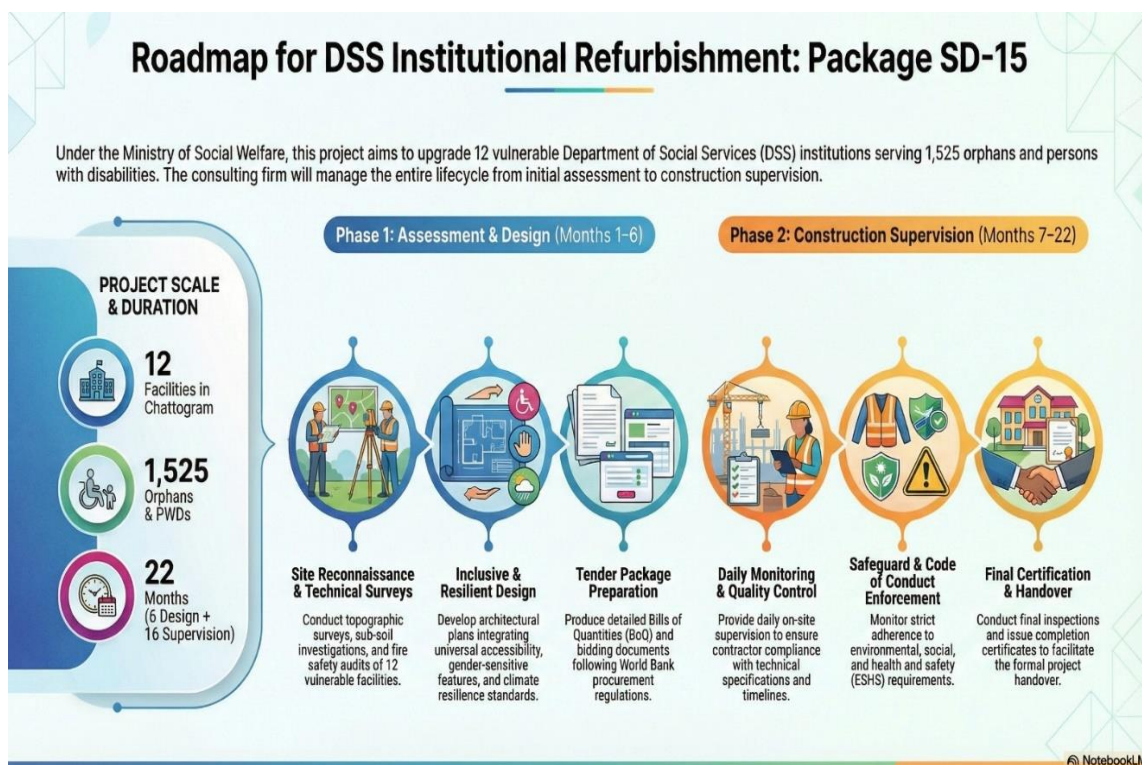 Roadmap for DSS Institutional Refurbishment: Package SD-15
Under the Ministry of Social Welfare, this project aims to upgrade 12 vulnerable Department of Social Services (DSS) institutions serving 1,525 orphans and persons
with disabilities. The consulting firm will manage the entire lifecycle from initial assessment to construction supervision.
PROJECT SCALE
& DURATION
12
Facilities in
Chattogram
1,525
Orphans
& PWDs
22
Months
(6 Design +
16 Supervision)
Phase 1: Assessment & Design (Months 1-6)
Site Reconnaissance
& Technical Surveys
Conduct topographic
surveys, sub-soil
investigations, and fire
safety audits of 12
vulnerable facilities.
Inclusive &
Resilient Design
Develop architectural
plans integrating
universal accessibility,
gender-sensitive
features, and climate
resilience standards.
Tender Package
Preparation
Produce detailed Bills of
Quantities (BoQ) and
bidding documents
following World Bank
procurement
regulations.
Phase 2: Construction Supervision (Months 7-22)
Daily Monitoring
& Quality Control
Provide daily on-site
supervision to ensure
contractor compliance
with technical
specifications and
timelines.
Safeguard & Code
of Conduct
Enforcement
Monitor strict
adherence to
environmental, social,
and health and safety
(ESHS) requirements.
Final Certification
& Handover
Conduct final inspections
and issue completion
certificates to facilitate
the formal project
handover.
NotebookLM